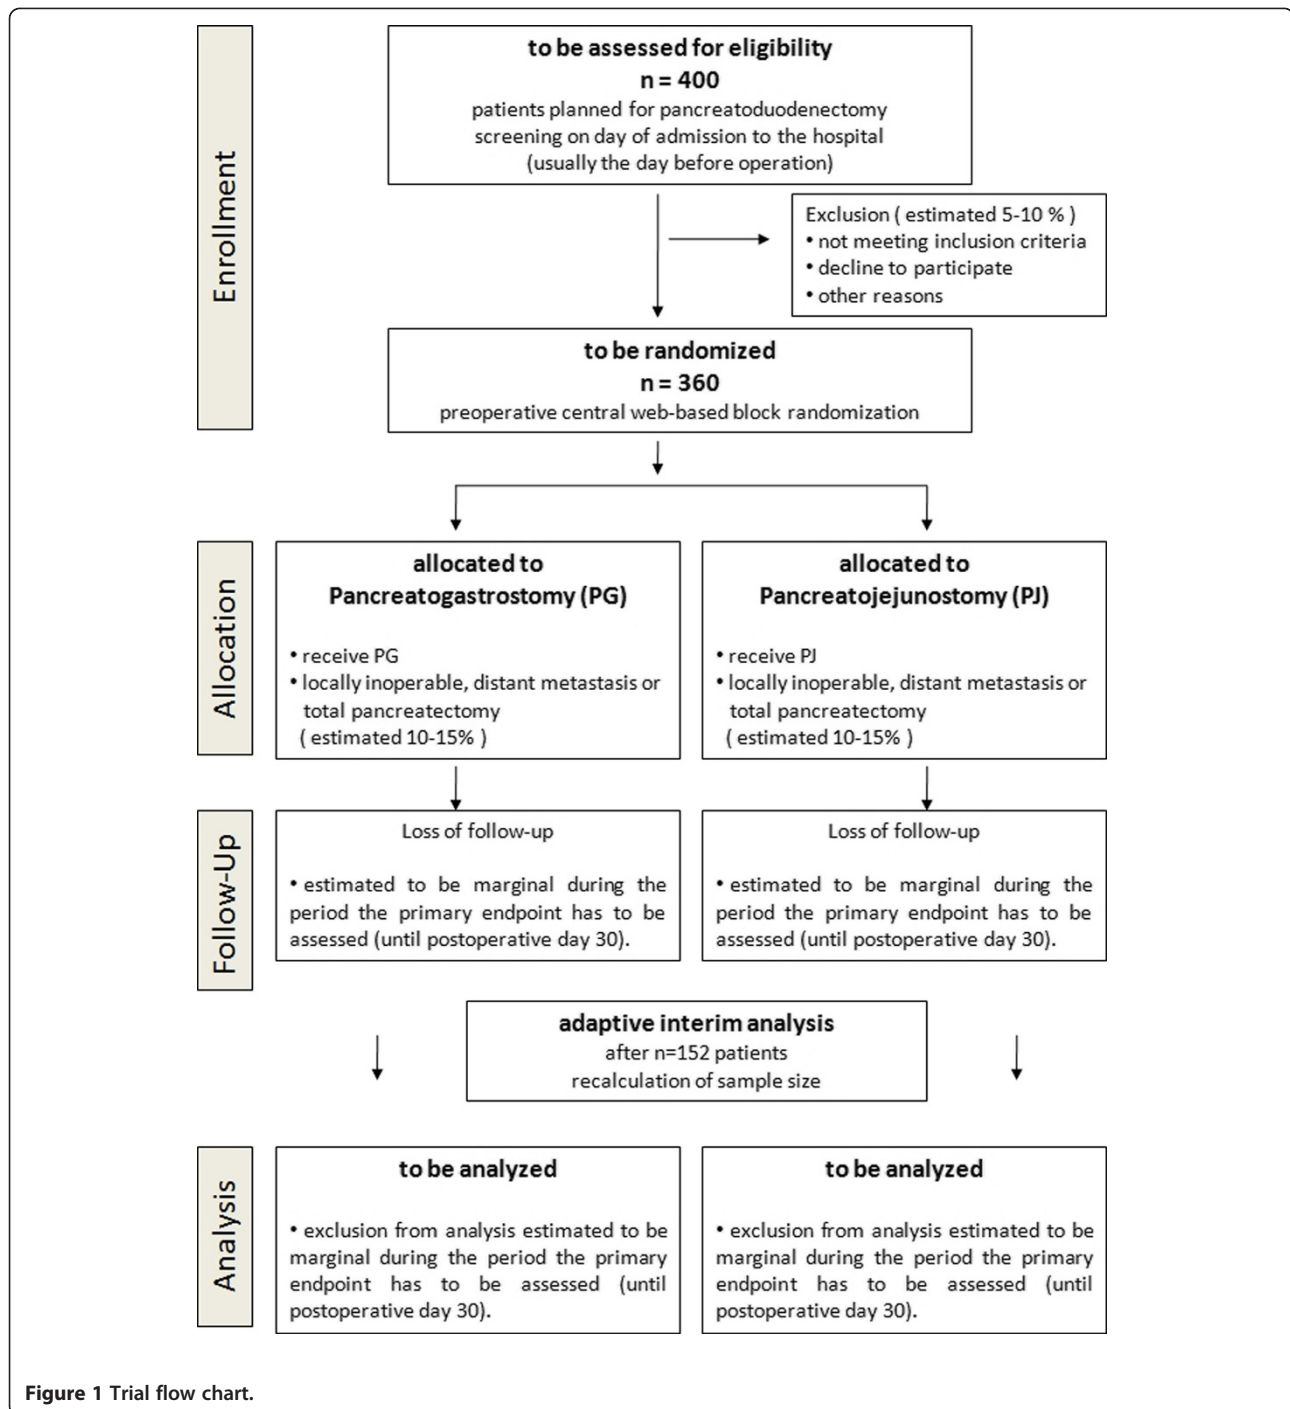 Enrollment
to be assessed for eligibility
n = 400
patients planned for pancreatoduodenectomy
screening on day of admission to the hospital
(usually the day before operation)
Exclusion ( estimated 5-10 % )
• not meeting inclusion criteria
• decline to participate
• other reasons
to be randomized
n = 360
preoperative central web-based block randomization
Allocation
allocated to
Pancreatogastrostomy (PG)
• receive PG
• locally inoperable, distant metastasis or
total pancreatectomy
( estimated 10-15% )
allocated to
Pancreatojejunostomy (PJ)
• receive PJ
• locally inoperable, distant metastasis or
total pancreatectomy
( estimated 10-15% )
Follow-Up
Loss of follow-up
• estimated to be marginal during the
period the primary endpoint has to be
assessed (until postoperative day 30).
Loss of follow-up
• estimated to be marginal during the
period the primary endpoint has to be
assessed (until postoperative day 30).
adaptive interim analysis
after n=152 patients
recalculation of sample size
Analysis
to be analyzed
• exclusion from analysis estimated to be
marginal during the period the primary
endpoint has to be assessed (until
postoperative day 30).
to be analyzed
• exclusion from analysis estimated to be
marginal during the period the primary
endpoint has to be assessed (until
postoperative day 30).
Figure 1 Trial flow chart.